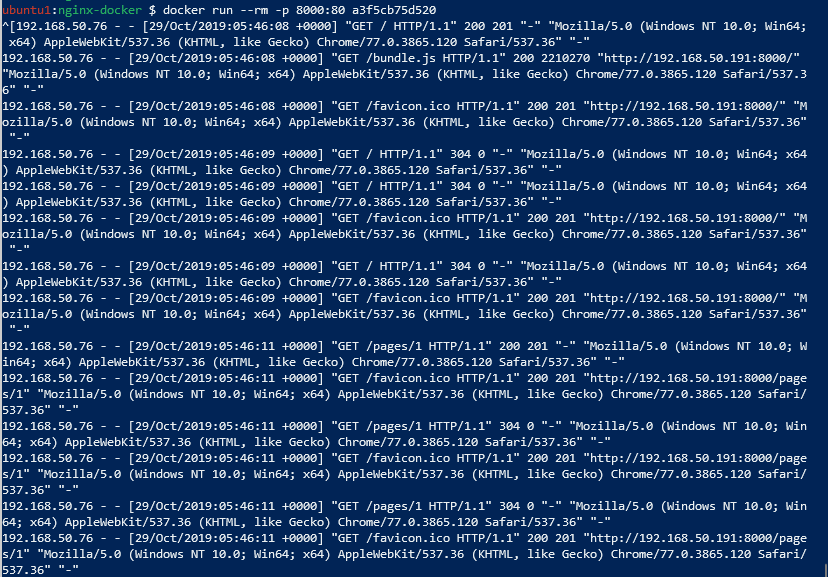 ubuntu1:nginx-docker $ docker run --rm -p 8000:80 a3f5cb75d520
^[192.168.50.76 - - [29/Oct/2019:05:46:08 +0000] "GET / HTTP/1.1" 200 201 "-" "Mozilla/5.0 (Windows NT 10.0; Win64;
 x64) AppleWebKit/537.36 (KHTML, like Gecko) Chrome/77.0.3865.120 Safari/537.36" "-"
192.168.50.76 - - [29/Oct/2019:05:46:08 +0000] "GET /bundle.js HTTP/1.1" 200 2210270 "http://192.168.50.191:8000/"
"Mozilla/5.0 (Windows NT 10.0; Win64; x64) AppleWebKit/537.36 (KHTML, like Gecko) Chrome/77.0.3865.120 Safari/537.3
6" "-"
192.168.50.76 - - [29/Oct/2019:05:46:08 +0000] "GET /favicon.ico HTTP/1.1" 200 201 "http://192.168.50.191:8000/" "M
ozilla/5.0 (Windows NT 10.0; Win64; x64) AppleWebKit/537.36 (KHTML, like Gecko) Chrome/77.0.3865.120 Safari/537.36"
 "-"
192.168.50.76 - - [29/Oct/2019:05:46:09 +0000] "GET / HTTP/1.1" 304 0 "-" "Mozilla/5.0 (Windows NT 10.0; Win64; x64
) AppleWebKit/537.36 (KHTML, like Gecko) Chrome/77.0.3865.120 Safari/537.36" "-"
192.168.50.76 - - [29/Oct/2019:05:46:09 +0000] "GET / HTTP/1.1" 304 0 "-" "Mozilla/5.0 (Windows NT 10.0; Win64; x64
) AppleWebKit/537.36 (KHTML, like Gecko) Chrome/77.0.3865.120 Safari/537.36" "-"
192.168.50.76 - - [29/Oct/2019:05:46:09 +0000] "GET /favicon.ico HTTP/1.1" 200 201 "http://192.168.50.191:8000/" "M
ozilla/5.0 (Windows NT 10.0; Win64; x64) AppleWebKit/537.36 (KHTML, like Gecko) Chrome/77.0.3865.120 Safari/537.36"
 "-"
192.168.50.76 - - [29/Oct/2019:05:46:09 +0000] "GET / HTTP/1.1" 304 0 "-" "Mozilla/5.0 (Windows NT 10.0; Win64; x64
) AppleWebKit/537.36 (KHTML, like Gecko) Chrome/77.0.3865.120 Safari/537.36" "-"
192.168.50.76 - - [29/Oct/2019:05:46:09 +0000] "GET /favicon.ico HTTP/1.1" 200 201 "http://192.168.50.191:8000/" "M
ozilla/5.0 (Windows NT 10.0; Win64; x64) AppleWebKit/537.36 (KHTML, like Gecko) Chrome/77.0.3865.120 Safari/537.36"
 "-"
192.168.50.76 - - [29/Oct/2019:05:46:11 +0000] "GET /pages/1 HTTP/1.1" 200 201 "-" "Mozilla/5.0 (Windows NT 10.0; W
in64; x64) AppleWebKit/537.36 (KHTML, like Gecko) Chrome/77.0.3865.120 Safari/537.36" "-"
192.168.50.76 - - [29/Oct/2019:05:46:11 +0000] "GET /favicon.ico HTTP/1.1" 200 201 "http://192.168.50.191:8000/page
s/1" "Mozilla/5.0 (Windows NT 10.0; Win64; x64) AppleWebKit/537.36 (KHTML, like Gecko) Chrome/77.0.3865.120 Safari/
537.36" "-"
192.168.50.76 - - [29/Oct/2019:05:46:11 +0000] "GET /pages/1 HTTP/1.1" 304 0 "-" "Mozilla/5.0 (Windows NT 10.0; Win
64; x64) AppleWebKit/537.36 (KHTML, like Gecko) Chrome/77.0.3865.120 Safari/537.36" "-"
192.168.50.76 - - [29/Oct/2019:05:46:11 +0000] "GET /favicon.ico HTTP/1.1" 200 201 "http://192.168.50.191:8000/page
s/1" "Mozilla/5.0 (Windows NT 10.0; Win64; x64) AppleWebKit/537.36 (KHTML, like Gecko) Chrome/77.0.3865.120 Safari/
537.36" "-"
192.168.50.76 - - [29/Oct/2019:05:46:11 +0000] "GET /pages/1 HTTP/1.1" 304 0 "-" "Mozilla/5.0 (Windows NT 10.0; Win
64; x64) AppleWebKit/537.36 (KHTML, like Gecko) Chrome/77.0.3865.120 Safari/537.36" "-"
192.168.50.76 - - [29/Oct/2019:05:46:11 +0000] "GET /favicon.ico HTTP/1.1" 200 201 "http://192.168.50.191:8000/page
s/1" "Mozilla/5.0 (Windows NT 10.0; Win64; x64) AppleWebKit/537.36 (KHTML, like Gecko) Chrome/77.0.3865.120 Safari/
537.36" "-"